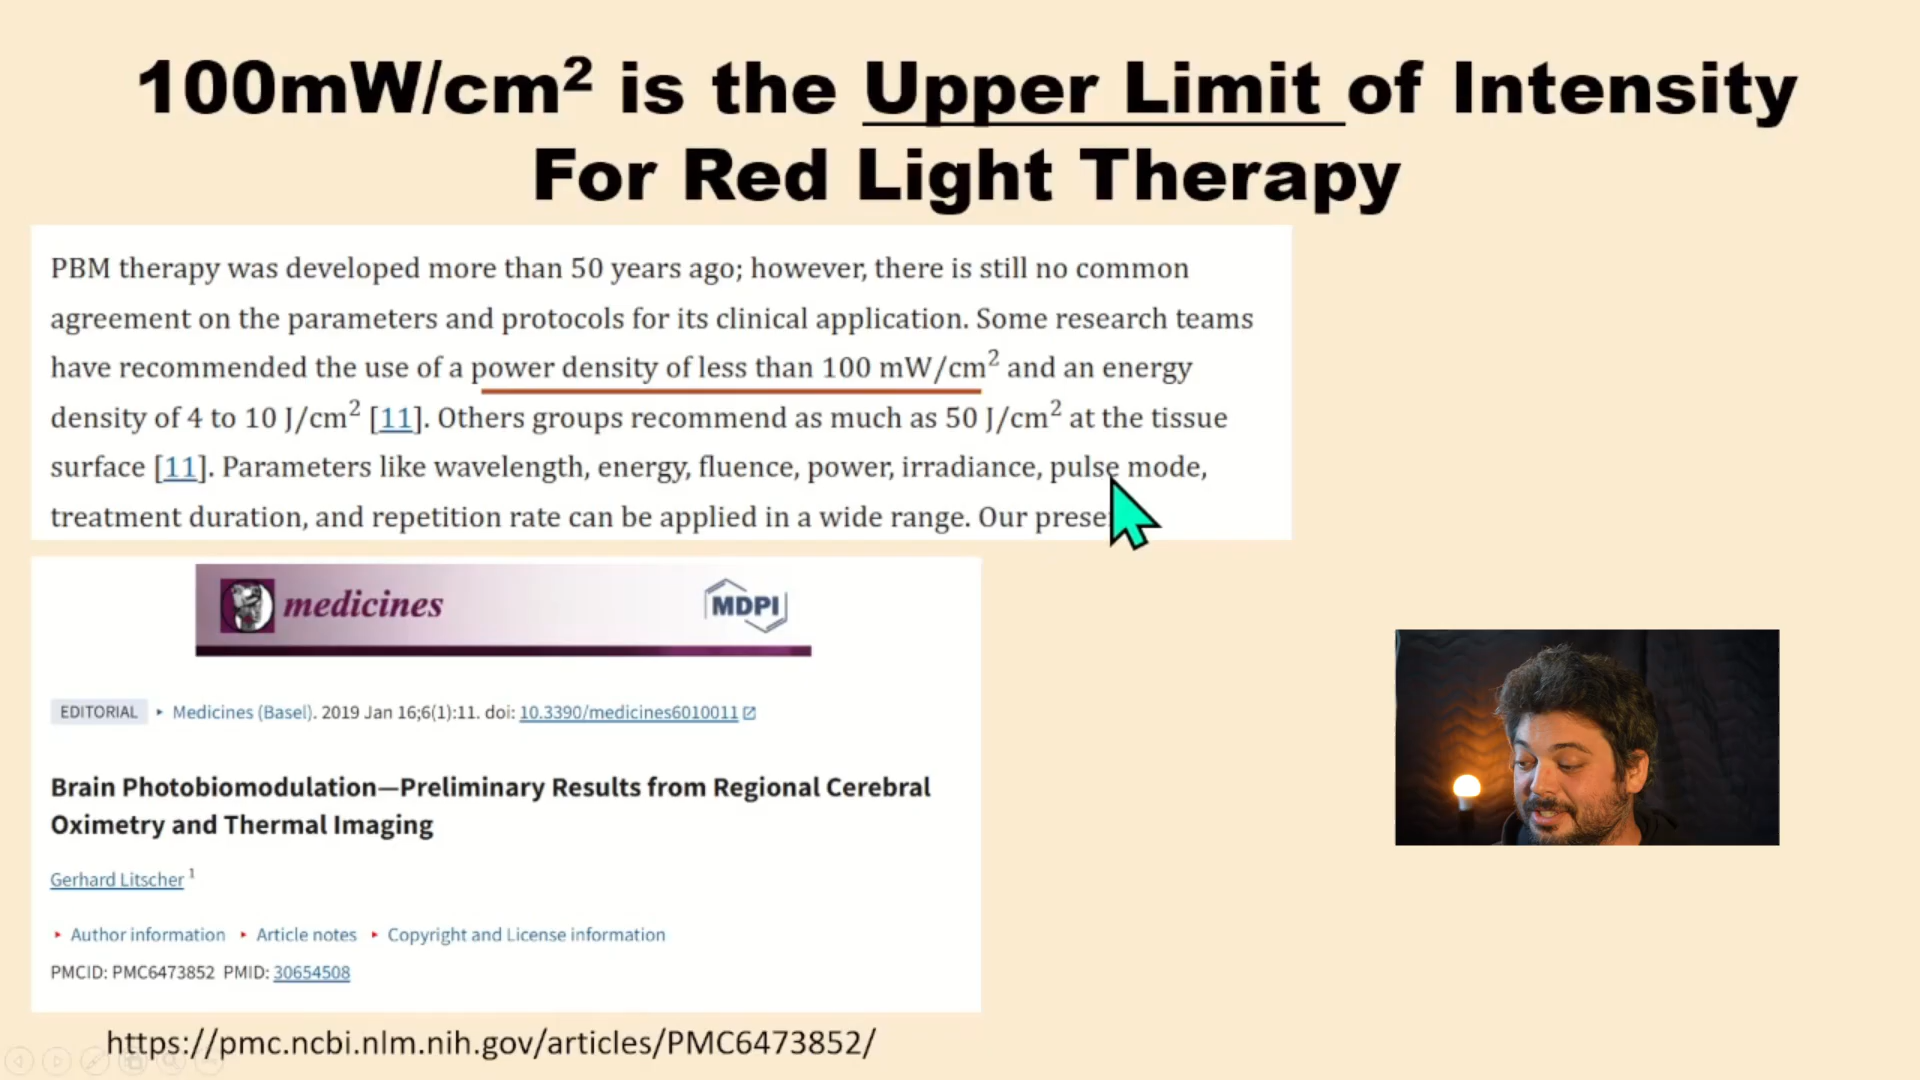 100mW/cm² is the Upper Limit of Intensity
For Red Light Therapy
PBM therapy was developed more than 50 years ago; however, there is still no common
agreement on the parameters and protocols for its clinical application. Some research teams
have recommended the use of a power density of less than 100 mW/cm² and an energy
density of 4 to 10 J/cm² [11]. Others groups recommend as much as 50 J/cm² at the tissue
surface [11]. Parameters like wavelength, energy, fluence, power, irradiance, pulse mode,
treatment duration, and repetition rate can be applied in a wide range. Our
medicines
MDPI
EDITORIAL ‣ Medicines (Basel). 2019 Jan 16;6(1):11. doi: 10.3390/medicines6010011
Brain Photobiomodulation—Preliminary Results from Regional Cerebral
Oximetry and Thermal Imaging
Gerhard Litscher ¹
‣ Author information ‣ Article notes ‣ Copyright and License information
PMCID: PMC6473852 PMID: 30654508
https://pmc.ncbi.nlm.nih.gov/articles/PMC6473852/